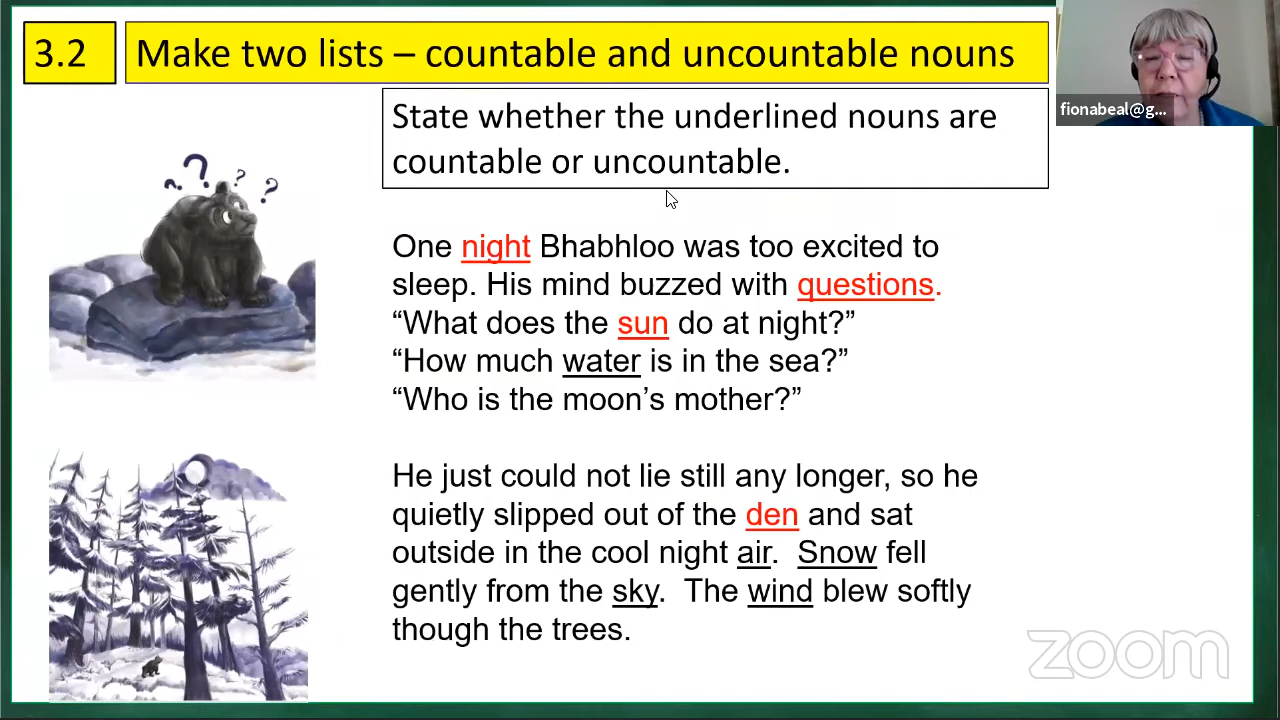 3.2
Make two lists – countable and uncountable nouns
fionabeal@g...
State whether the underlined nouns are
countable or uncountable.
? ? ? ?
One night Bhabhloo was too excited to
sleep. His mind buzzed with questions.
“What does the sun do at night?”
“How much water is in the sea?”
“Who is the moon’s mother?”
He just could not lie still any longer, so he
quietly slipped out of the den and sat
outside in the cool night air. Snow fell
gently from the sky. The wind blew softly
though the trees.
zoom